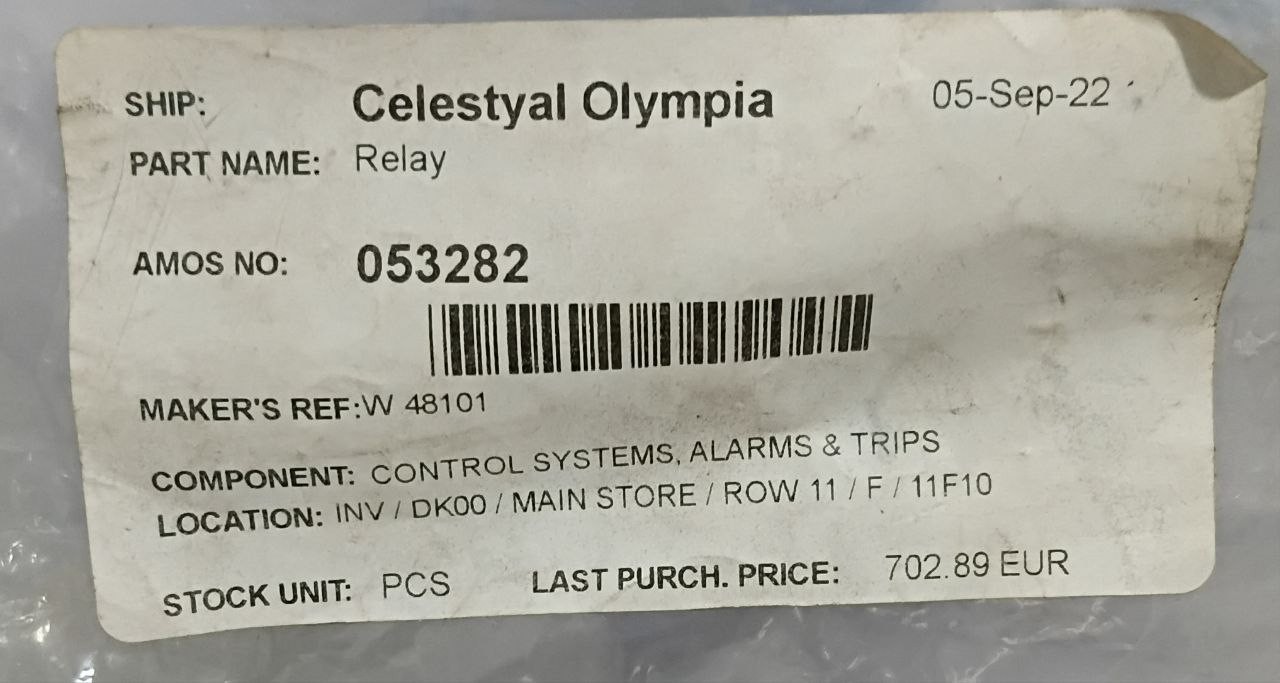 SHIP: Celestyal Olympia 05-Sep-22
PART NAME: Relay
AMOS NO: 053282
MAKER'S REF:W 48101
COMPONENT: CONTROL SYSTEMS, ALARMS & TRIPS
LOCATION: INV / DK00 / MAIN STORE / ROW 11 / F / 11F10
STOCK UNIT: PCS LAST PURCH. PRICE: 702.89 EUR